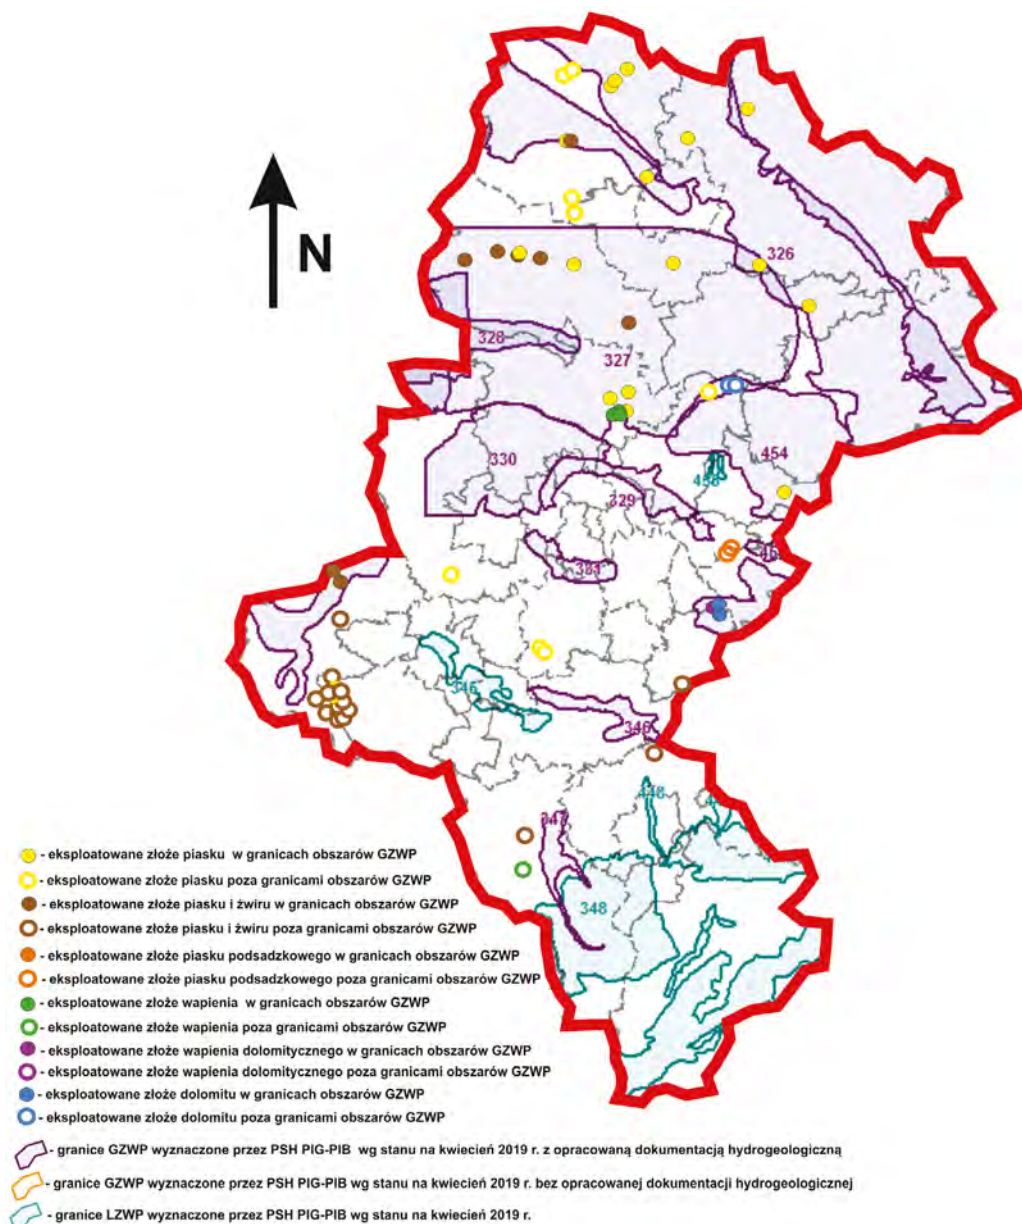 N
326
328
327
330
454
458
329
331
346
346
448
347
348
- eksploatowane złoże piasku w granicach obszarów GZWP
- eksploatowane złoże piasku poza granicami obszarów GZWP
- eksploatowane złoże piasku i żwiru w granicach obszarów GZWP
- eksploatowane złoże piasku i żwiru poza granicami obszarów GZWP
- eksploatowane złoże piasku podsadzkowego w granicach obszarów GZWP
- eksploatowane złoże piasku podsadzkowego poza granicami obszarów GZWP
- eksploatowane złoże wapienia w granicach obszarów GZWP
- eksploatowane złoże wapienia poza granicami obszarów GZWP
- eksploatowane złoże wapienia dolomitycznego w granicach obszarów GZWP
- eksploatowane złoże wapienia dolomitycznego poza granicami obszarów GZWP
- eksploatowane złoże dolomitu w granicach obszarów GZWP
- eksploatowane złoże dolomitu poza granicami obszarów GZWP
- granice GZWP wyznaczone przez PSH PIG-PIB wg stanu na kwiecień 2019 r. z opracowaną dokumentacją hydrogeologiczną
- granice GZWP wyznaczone przez PSH PIG-PIB wg stanu na kwiecień 2019 r. bez opracowanej dokumentacji hydrogeologicznej
- granice LZWP wyznaczone przez PSH PIG-PIB wg stanu na kwiecień 2019 r.